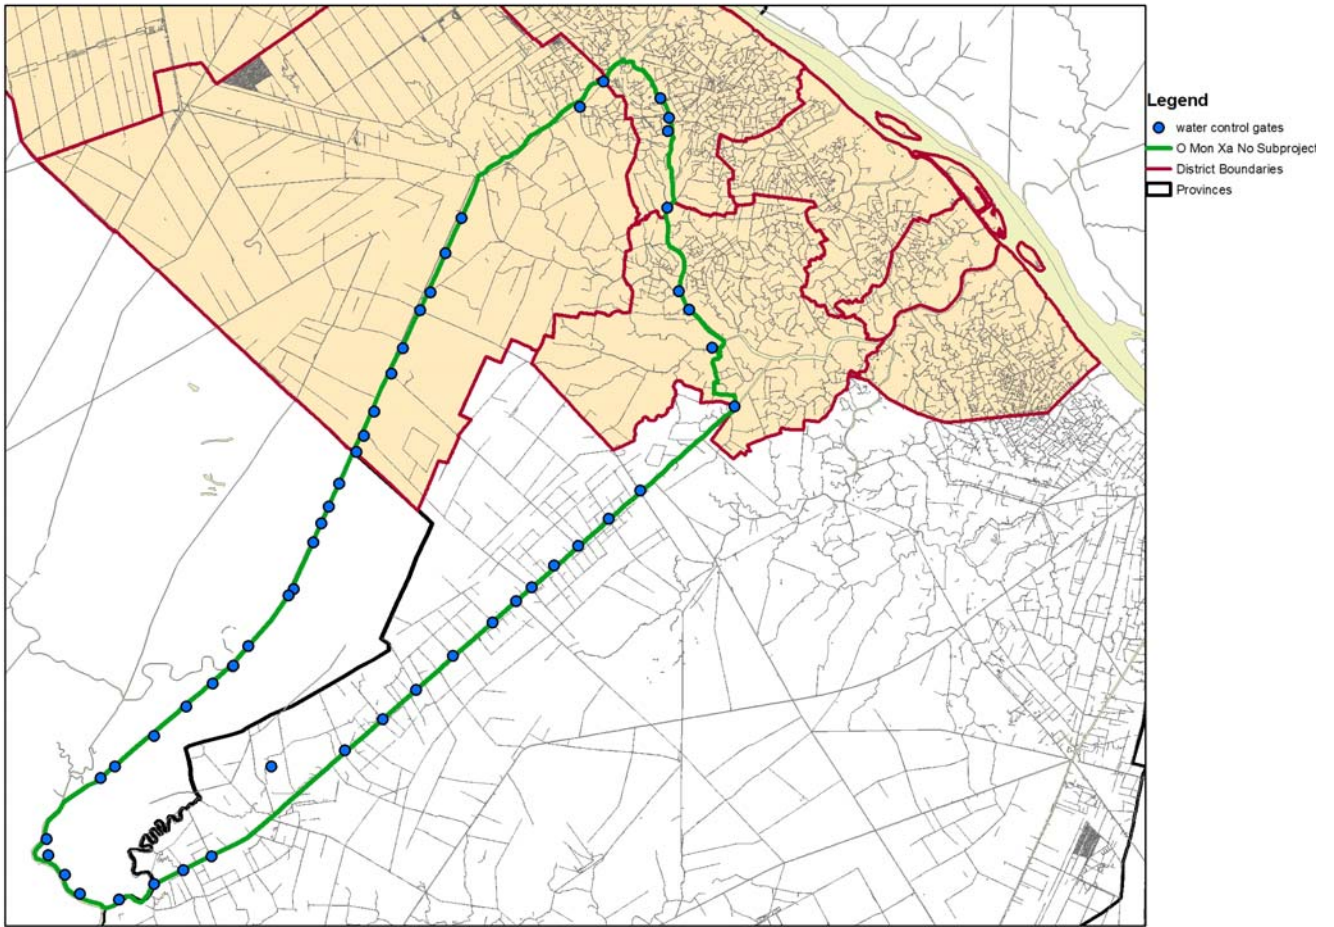 Legend
water control gates
O Mon Xa No Subproject
District Boundaries
Provinces